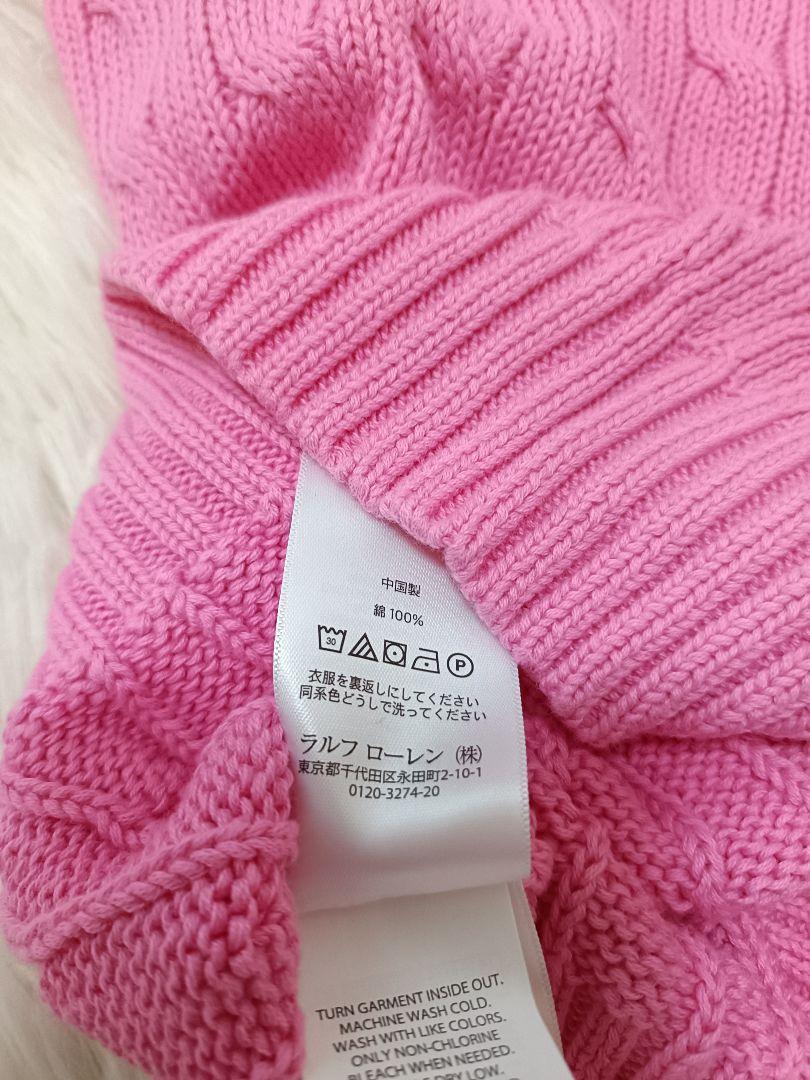 中国製
綿 100%
30
P
衣服を裏返しにしてください
同系色どうしで洗ってください
ラルフ ローレン (株)
東京都千代田区永田町2-10-1
0120-3274-20
TURN GARMENT INSIDE OUT.
MACHINE WASH COLD.
WASH WITH LIKE COLORS.
ONLY NON-CHLORINE
BLEACH WHEN NEEDED.
DRY LOW.